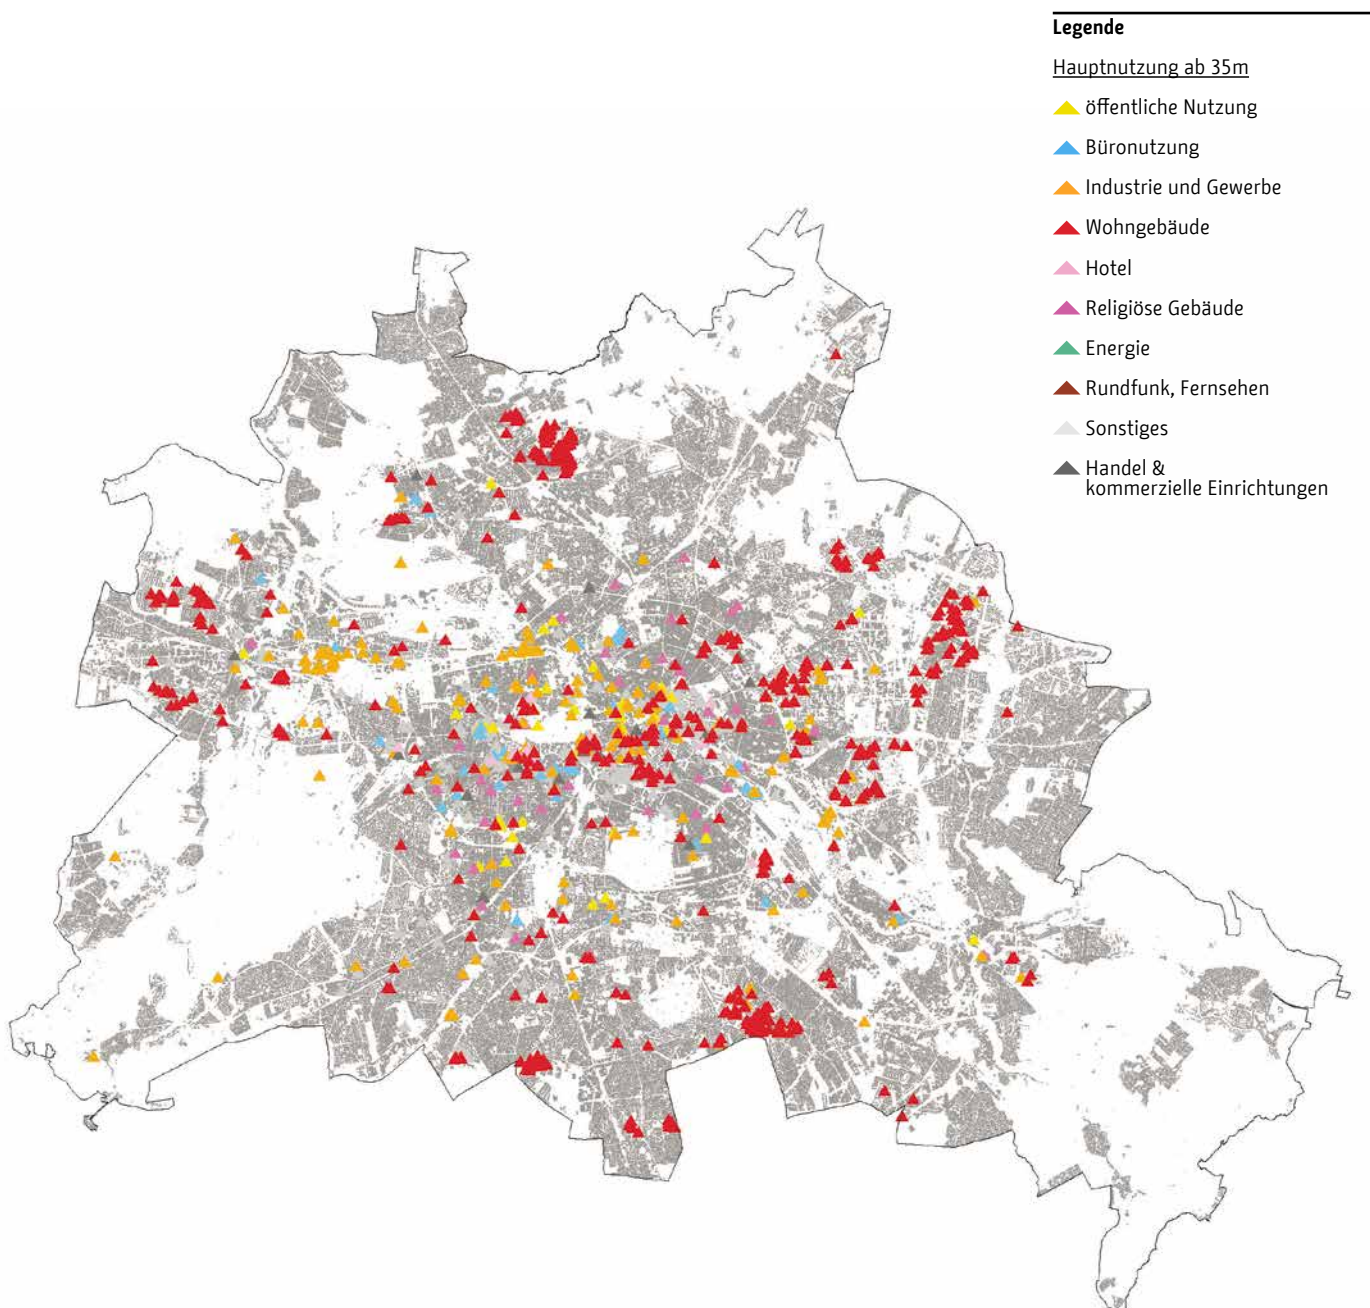 Legende
Hauptnutzung ab 35m
öffentliche Nutzung
Büronutzung
Industrie und Gewerbe
Wohngebäude
Hotel
Religiöse Gebäude
Energie
Rundfunk, Fernsehen
Sonstiges
Handel &
kommerzielle Einrichtungen